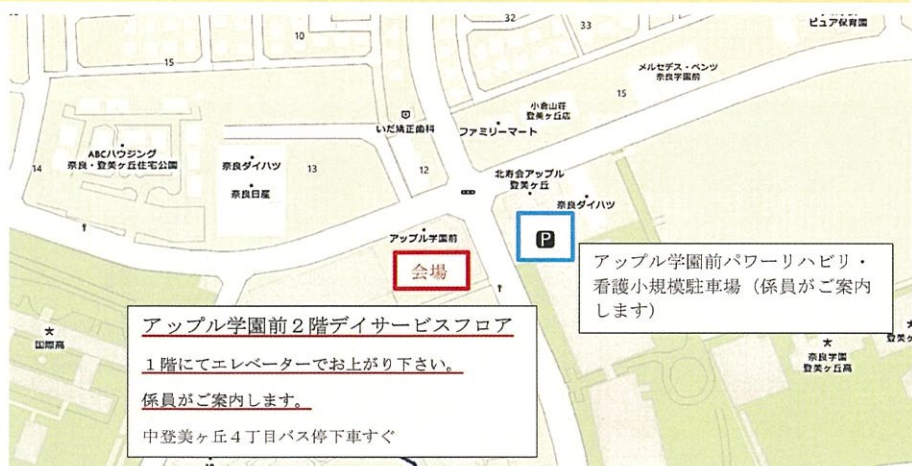 32
33
ピュア保育園
10
15
メルセデス・ベンツ
奈良学園前
15
小倉山荘
登美ヶ丘店
いだ矯正歯科
ファミリーマート
ABCハウジング
奈良・登美ヶ丘住宅公園
14
奈良ダイハツ
13
12
奈良日産
北寿会アップル
登美ヶ丘
奈良ダイハツ
アップル学園前
P
会場
アップル学園前パワーリハビリ・
看護小規模駐車場（係員がご案内
します）
アップル学園前２階デイサービスフロア
１階にてエレベーターでお上がり下さい。
係員がご案内します。
中登美ヶ丘４丁目バス停下車すぐ
国際高
奈良学園
登美ヶ丘高
登美ヶ